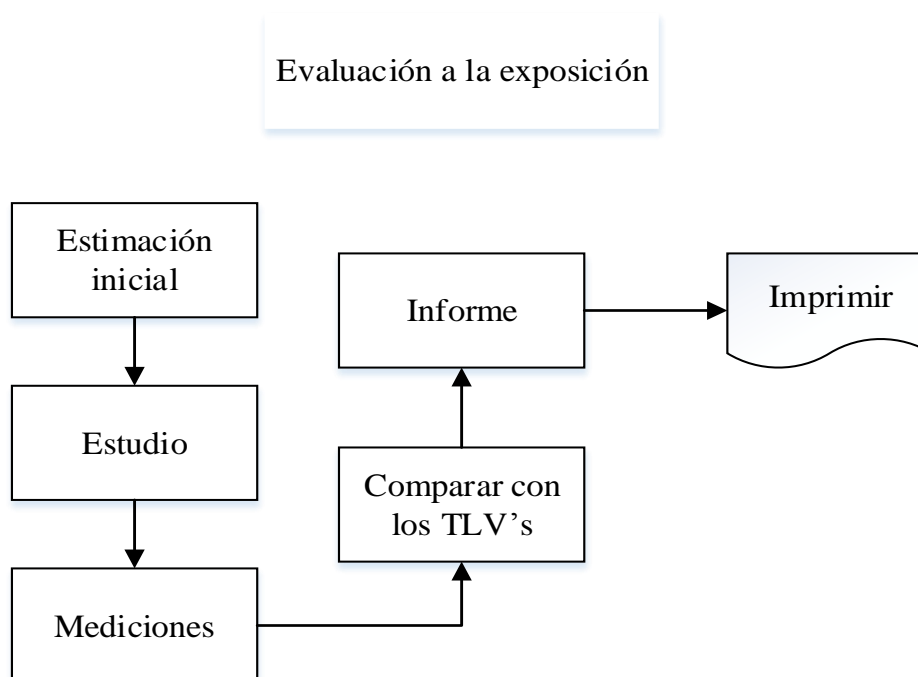 Evaluación a la exposición
Estimación
inicial
Estudio
Mediciones
Comparar con
los TLV’s
Informe
Imprimir